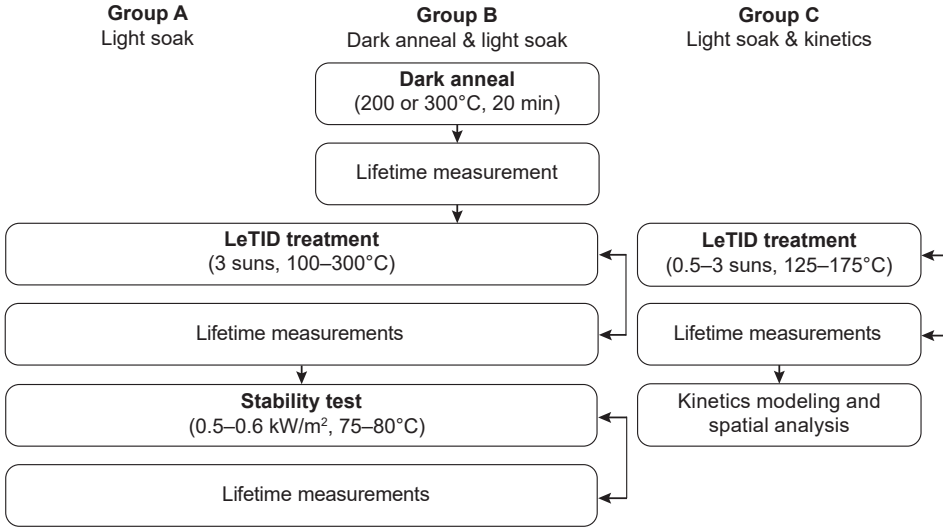 Group A
Light soak
Group B
Dark anneal & light soak
Group C
Light soak & kinetics
Dark anneal
(200 or 300°C, 20 min)
Lifetime measurement
LeTID treatment
(3 suns, 100–300°C)
LeTID treatment
(0.5–3 suns, 125–175°C)
Lifetime measurements
Lifetime measurements
Stability test
(0.5–0.6 kW/m², 75–80°C)
Kinetics modeling and
spatial analysis
Lifetime measurements